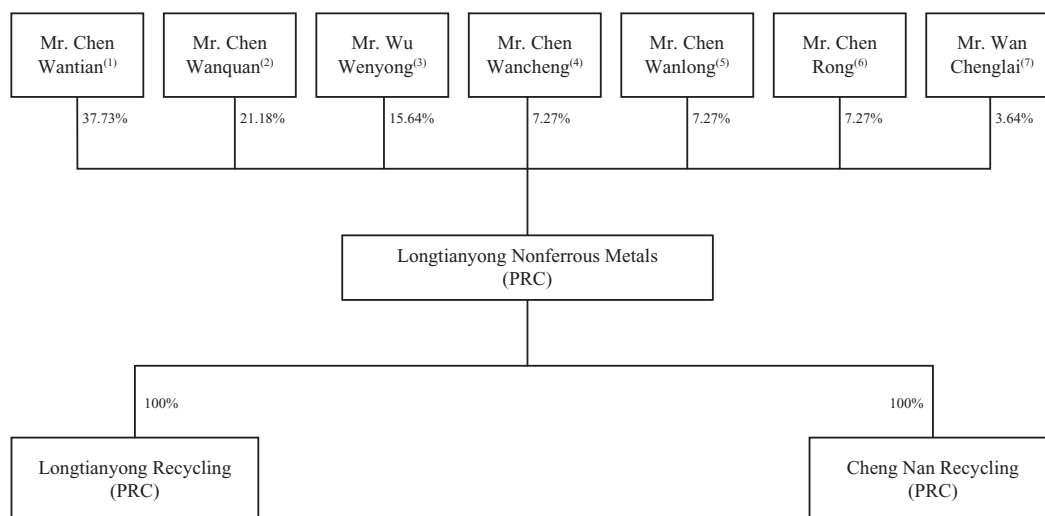 Mr. Chen
Wantian(1)
Mr. Chen
Wanquan(2)
Mr. Wu
Wenyong(3)
Mr. Chen
Wancheng(4)
Mr. Chen
Wanlong(5)
Mr. Chen
Rong(6)
Mr. Wan
Chenglai(7)
37.73%
21.18%
15.64%
7.27%
7.27%
7.27%
3.64%
Longtianyong Nonferrous Metals
(PRC)
100%
100%
Longtianyong Recycling
(PRC)
Cheng Nan Recycling
(PRC)